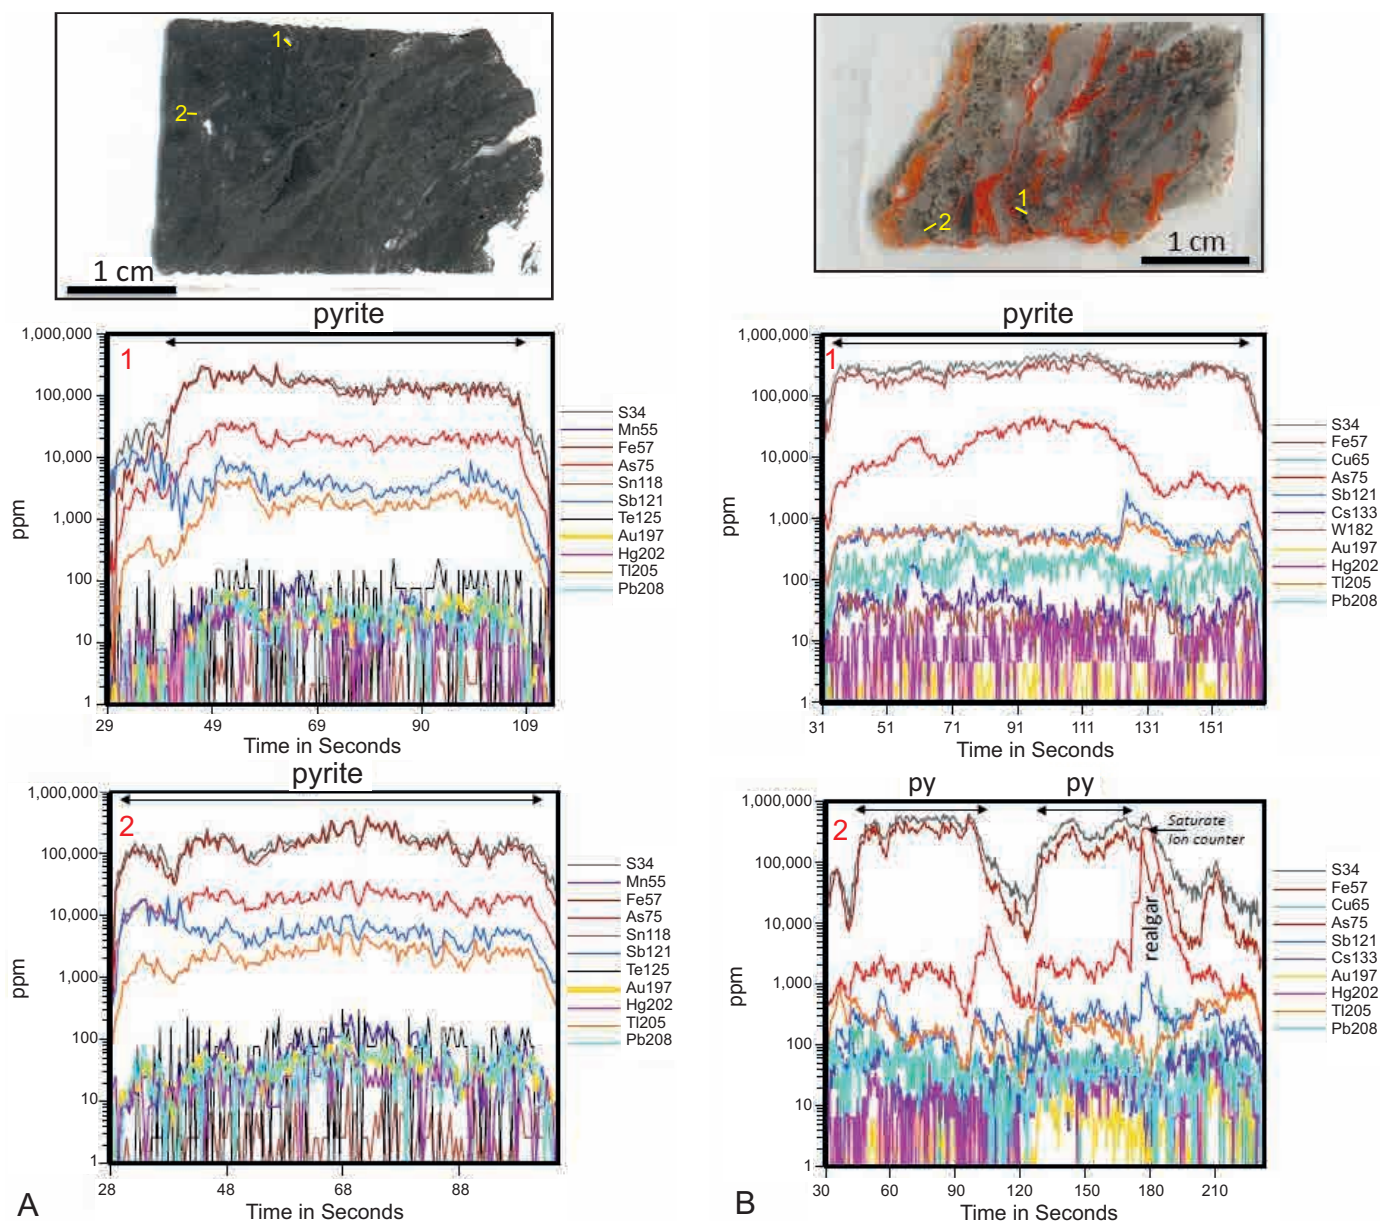 1
2
1 cm
pyrite
1,000,000
100,000
10,000
1,000
100
10
1
ppm
1
29
49
69
90
109
Time in Seconds
S34
Mn55
Fe57
As75
Sn118
Sb121
Te125
Au197
Hg202
Tl205
Pb208
pyrite
1,000,000
100,000
10,000
1,000
100
10
1
ppm
2
28
48
68
88
Time in Seconds
S34
Mn55
Fe57
As75
Sn118
Sb121
Te125
Au197
Hg202
Tl205
Pb208
A
1
2
1 cm
pyrite
1,000,000
100,000
10,000
1,000
100
10
1
ppm
1
31
51
71
91
111
131
151
Time in Seconds
S34
Fe57
Cu65
As75
Sb121
Cs133
W182
Au197
Hg202
Tl205
Pb208
py
py
1,000,000
100,000
10,000
1,000
100
10
1
ppm
2
Saturate
Ion counter
realgar
30
60
90
120
150
180
210
Time in Seconds
S34
Fe57
Cu65
As75
Sb121
Cs133
Au197
Hg202
Tl205
Pb208
B